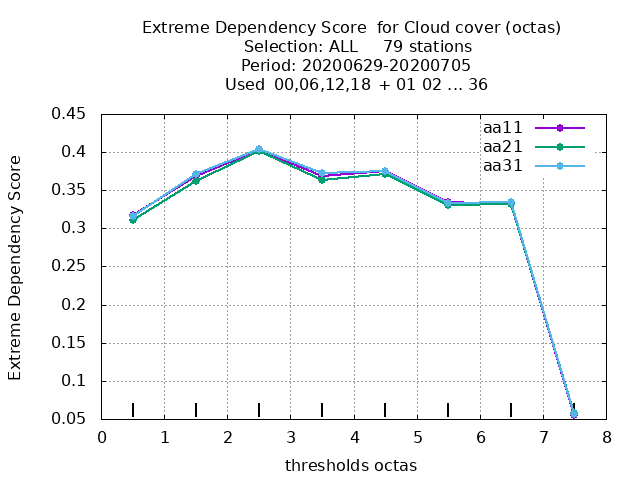 Extreme Dependency Score  for Cloud cover (octas)
Selection: ALL     79 stations
Period: 20200629-20200705
Used  00,06,12,18 + 01 02 ... 36
aa11
aa21
aa31
Extreme Dependency Score
0.45
0.4
0.35
0.3
0.25
0.2
0.15
0.1
0.05
0 1 2 3 4 5 6 7 8
thresholds octas